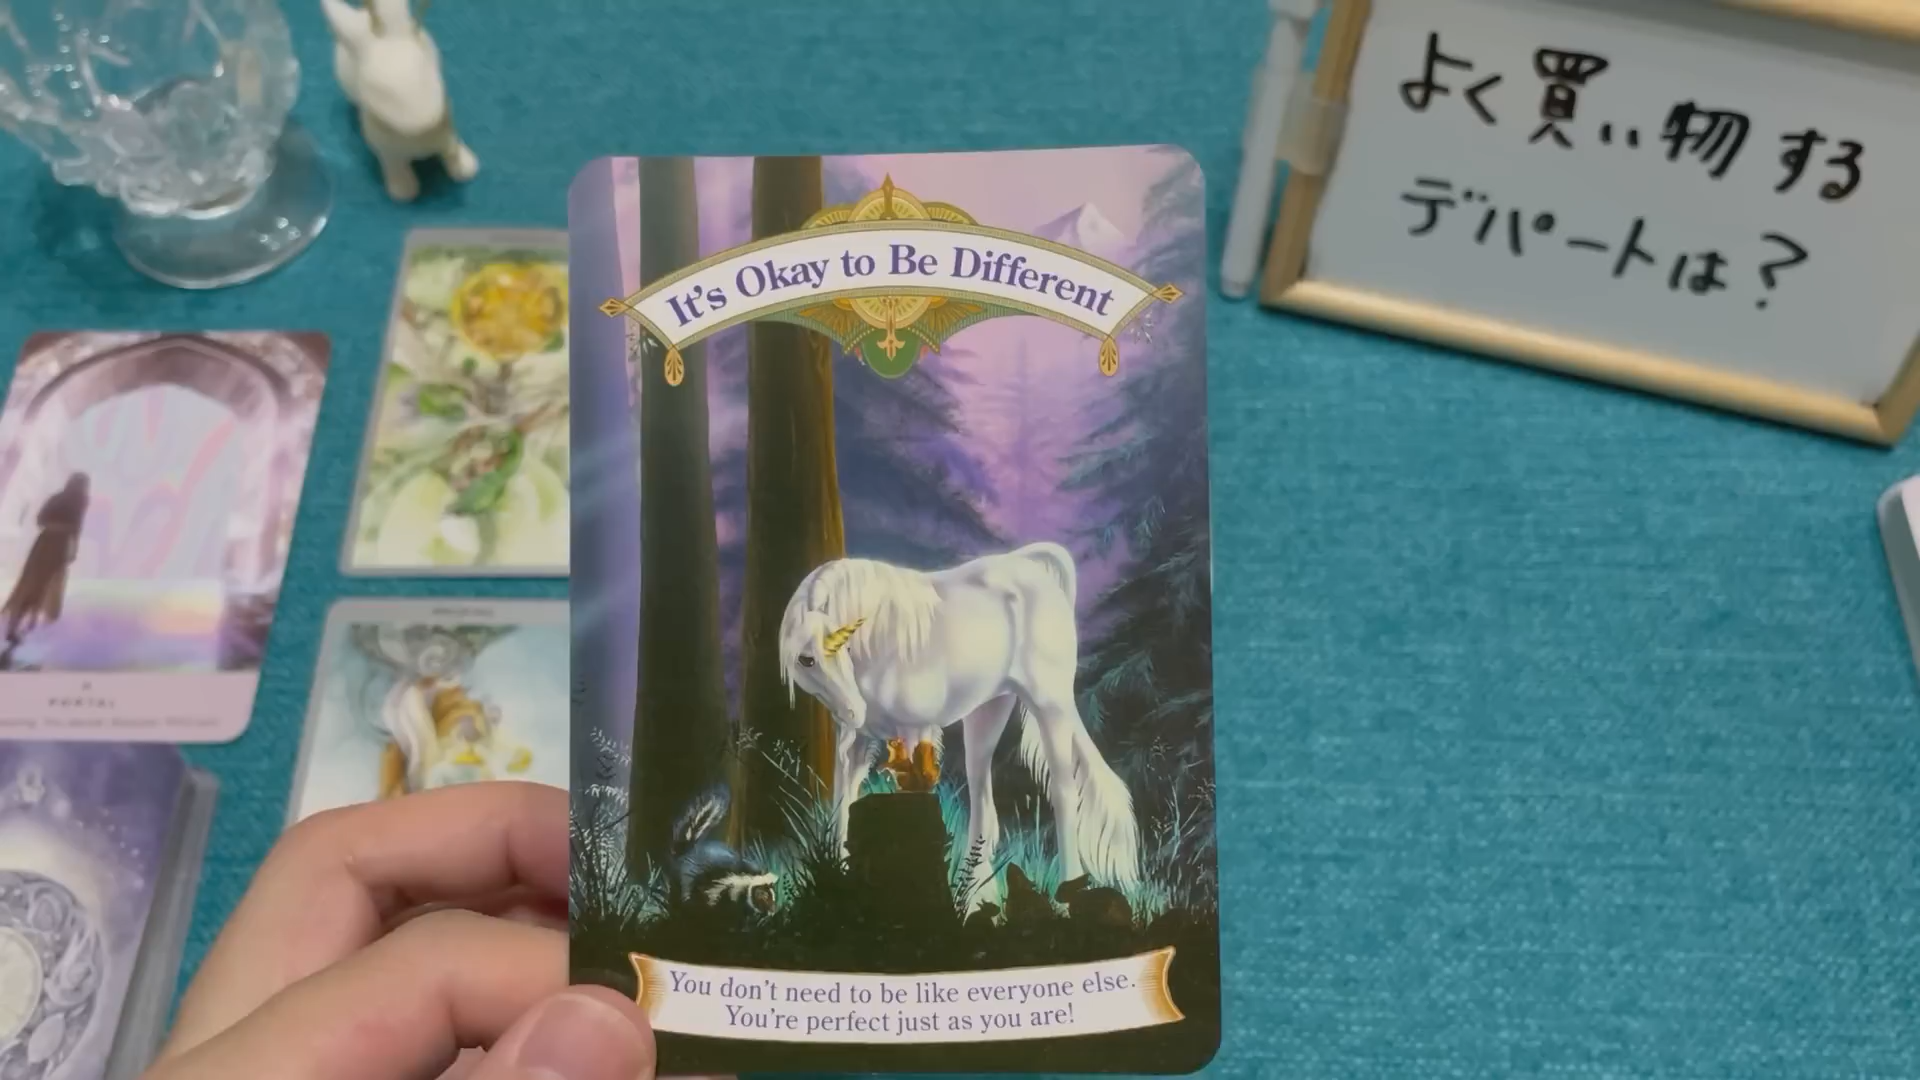 よく買い物する
デパートは?
It's Okay to Be Different
You don't need to be like everyone else.
You're perfect just as you are!
PORTAL